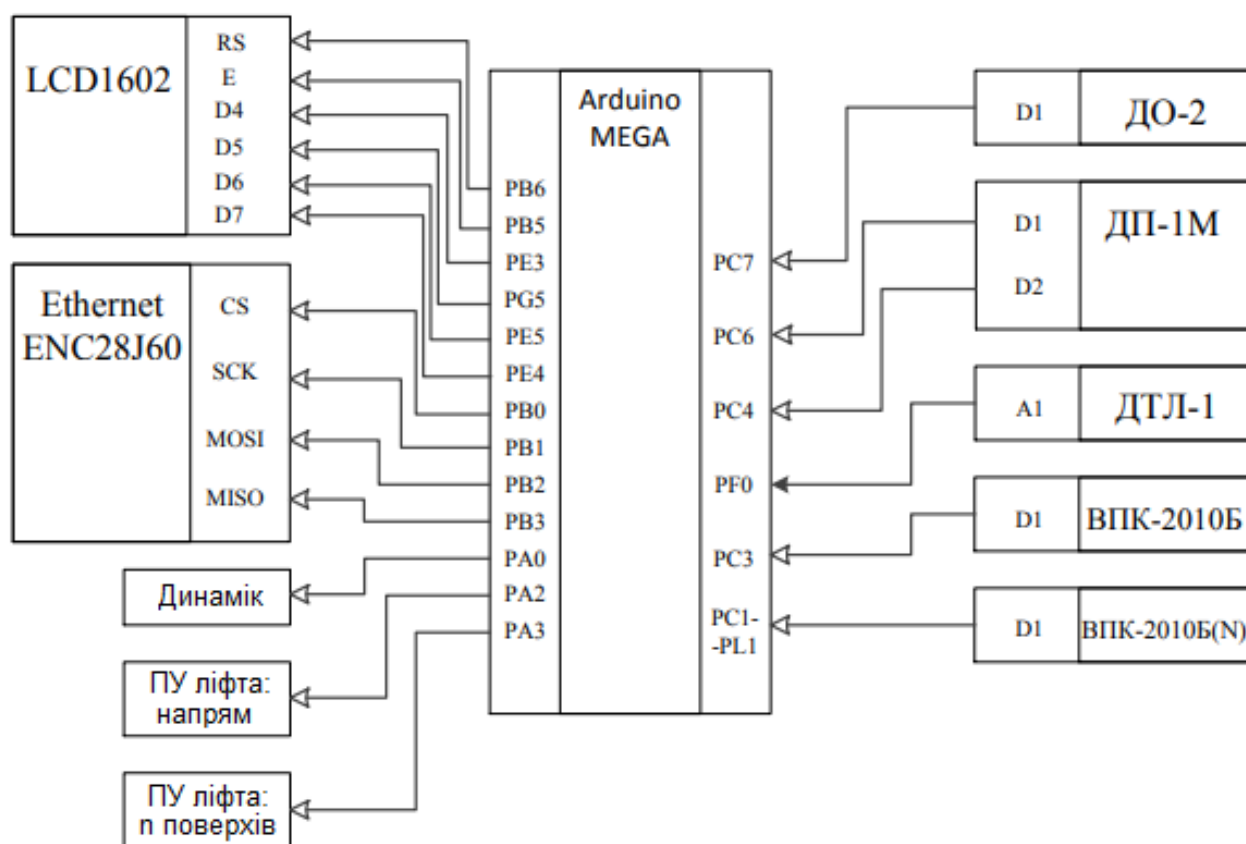 LCD1602
RS
E
D4
D5
D6
D7
Ethernet
ENC28J60
CS
SCK
MOSI
MISO
Динамік
ПУ ліфта:
напрям
ПУ ліфта:
n поверхів
Arduino
MEGA
PB6
PB5
PE3
PG5
PE5
PE4
PB0
PB1
PB2
PB3
PA0
PA2
PA3
PC7
PC6
PC4
PF0
PC3
PC1-
-PL1
D1
ДО-2
D1
ДП-1М
D2
A1
ДТЛ-1
D1
ВПК-2010Б
D1
ВПК-2010Б(N)